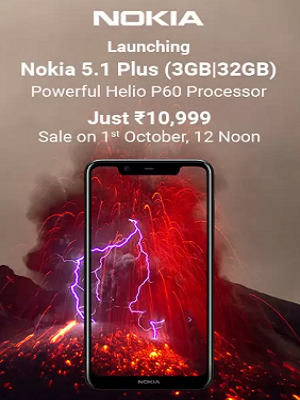 NOKIA
Launching
Nokia 5.1 Plus (3GB|32GB)
Powerful Helio P60 Processor
Just ₹10,999
Sale on 1st October, 12 Noon
NOKIA